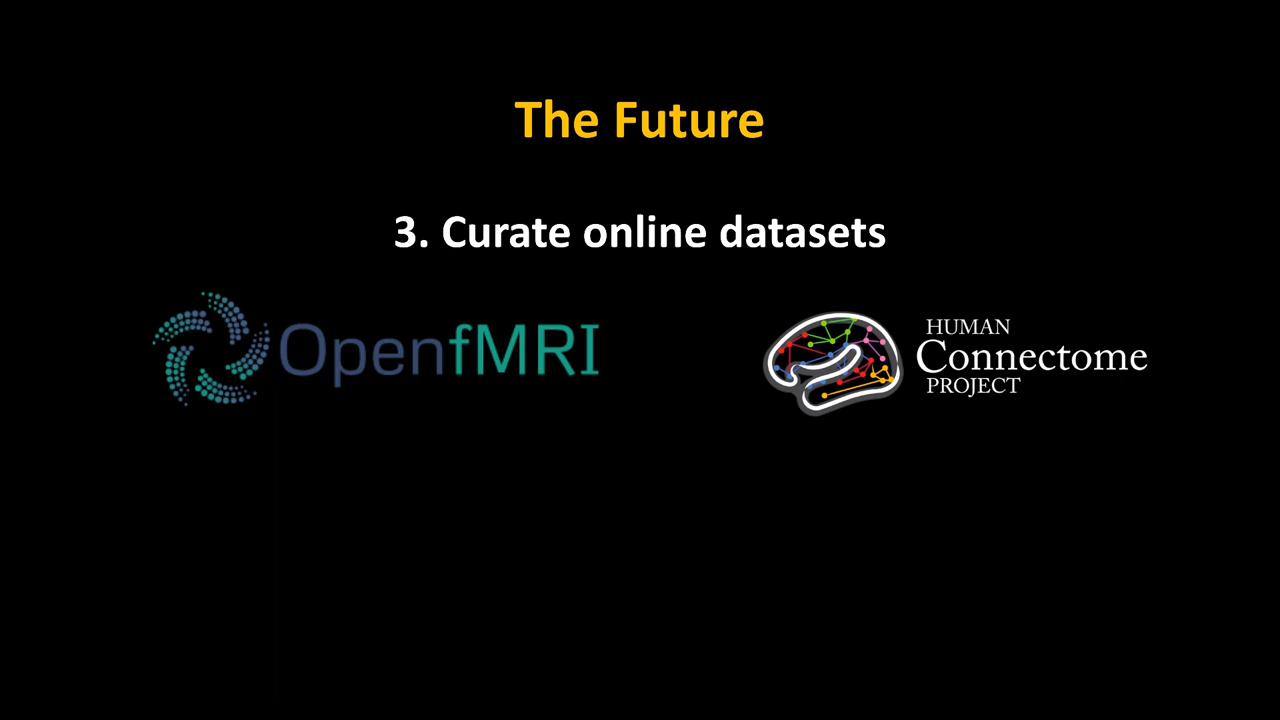 The Future
3. Curate online datasets
OpenfMRI
HUMAN
Connectome
PROJECT